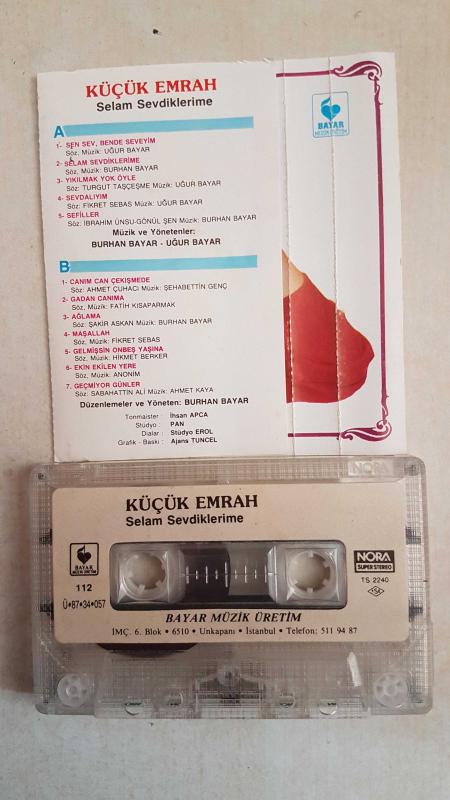 KÜÇÜK EMRAH
Selam Sevdiklerime
BAYAR
MÜZİK ÜRETİM
A
1- SEN SEV, BENDE SEVEYİM
Söz, Müzik: UĞUR BAYAR
2- SELAM SEVDİKLERİME
Söz, Müzik: BURHAN BAYAR
3- YIKILMAK YOK ÖYLE
Söz: TURGUT TAŞÇEŞME Müzik: UĞUR BAYAR
4- SEVDALIYIM
Söz: FİKRET SEBAS Müzik: UĞUR BAYAR
5- SEFİLLER
Söz: İBRAHİM ÜNSU-GÖNÜL ŞEN Müzik: BURHAN BAYAR
Müzik ve Yönetenler:
BURHAN BAYAR - UĞUR BAYAR
B
1- CANIM CAN ÇEKİŞMEDE
Söz: AHMET ÇUHACI Müzik: ŞEHABETTİN GENÇ
2- GADAN CANIMA
Söz, Müzik: FATİH KISAPARMAK
3- AĞLAMA
Söz: ŞAKİR ASKAN Müzik: BURHAN BAYAR
4- MAŞALLAH
Söz, Müzik: FİKRET SEBAS
5- GELMİŞSİN ONBEŞ YAŞINA
Söz, Müzik: HİKMET BERKER
6- EKİN EKİLEN YERE
Söz, Müzik: ANONİM
7. GEÇMİYOR GÜNLER
Söz: SABAHATTİN ALİ Müzik: AHMET KAYA
Düzenlemeler ve Yöneten: BURHAN BAYAR
Tonmaister : İhsan APCA
Stüdyo : PAN
Dialar : Stüdyo EROL
Grafik - Baskı : Ajans TUNCEL
NORA
KÜÇÜK EMRAH
Selam Sevdiklerime
BAYAR
MÜZİK ÜRETİM
112
Ü*87*34*057
NORA
SUPER STEREO
TS 2240
TSE
BAYAR MÜZİK ÜRETİM
İMÇ. 6. Blok • 6510 • Unkapanı • İstanbul • Telefon: 511 94 87